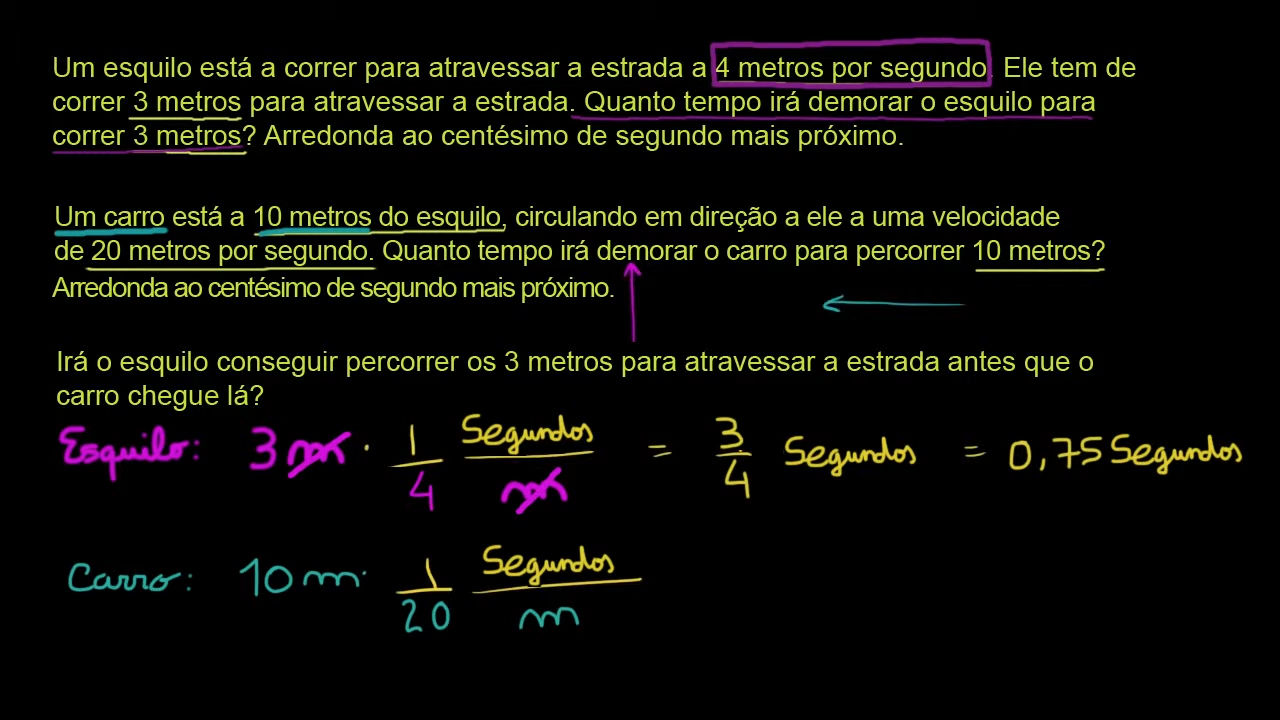 Um esquilo está a correr para atravessar a estrada a 4 metros por segundo. Ele tem de
correr 3 metros para atravessar a estrada. Quanto tempo irá demorar o esquilo para
correr 3 metros? Arredonda ao centésimo de segundo mais próximo.
Um carro está a 10 metros do esquilo, circulando em direção a ele a uma velocidade
de 20 metros por segundo. Quanto tempo irá demorar o carro para percorrer 10 metros?
Arredonda ao centésimo de segundo mais próximo.
Irá o esquilo conseguir percorrer os 3 metros para atravessar a estrada antes que o
carro chegue lá?
Esquilo: 3 m · 1/4 Segundos/m = 3/4 Segundos = 0,75 Segundos
Carro: 10 m · 1/20 Segundos/m